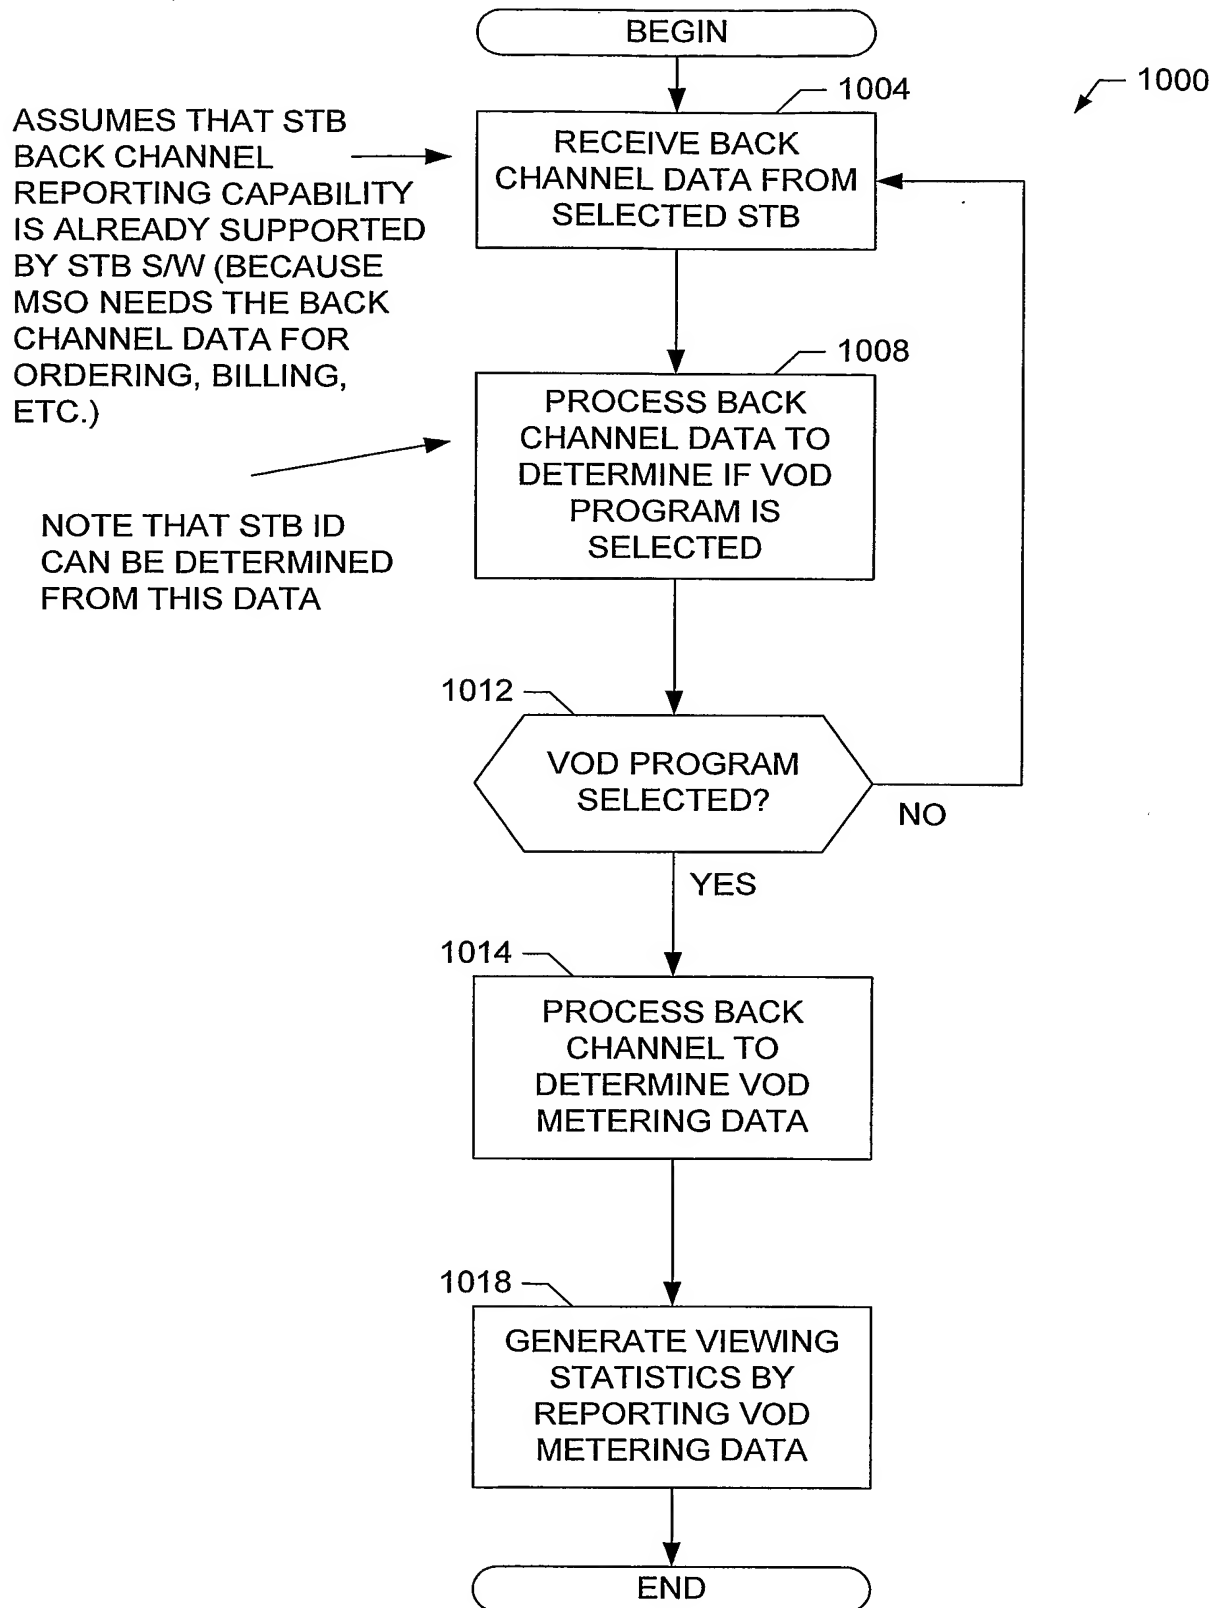 BEGIN
1000
1004
ASSUMES THAT STB
BACK CHANNEL
REPORTING CAPABILITY
IS ALREADY SUPPORTED
BY STB S/W (BECAUSE
MSO NEEDS THE BACK
CHANNEL DATA FOR
ORDERING, BILLING,
ETC.)
RECEIVE BACK
CHANNEL DATA FROM
SELECTED STB
1008
PROCESS BACK
CHANNEL DATA TO
DETERMINE IF VOD
PROGRAM IS
SELECTED
NOTE THAT STB ID
CAN BE DETERMINED
FROM THIS DATA
1012
VOD PROGRAM
SELECTED?
NO
YES
1014
PROCESS BACK
CHANNEL TO
DETERMINE VOD
METERING DATA
1018
GENERATE VIEWING
STATISTICS BY
REPORTING VOD
METERING DATA
END